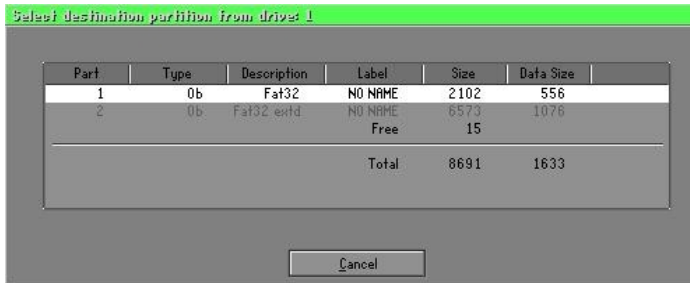 Select destination partition from drive: 1
Part Type Description Label Size Data Size
1 0b Fat32 NO NAME 2102 556
2 0b Fat32 extd NO NAME 6573 1076
Free 15
Total 8691 1633
Cancel